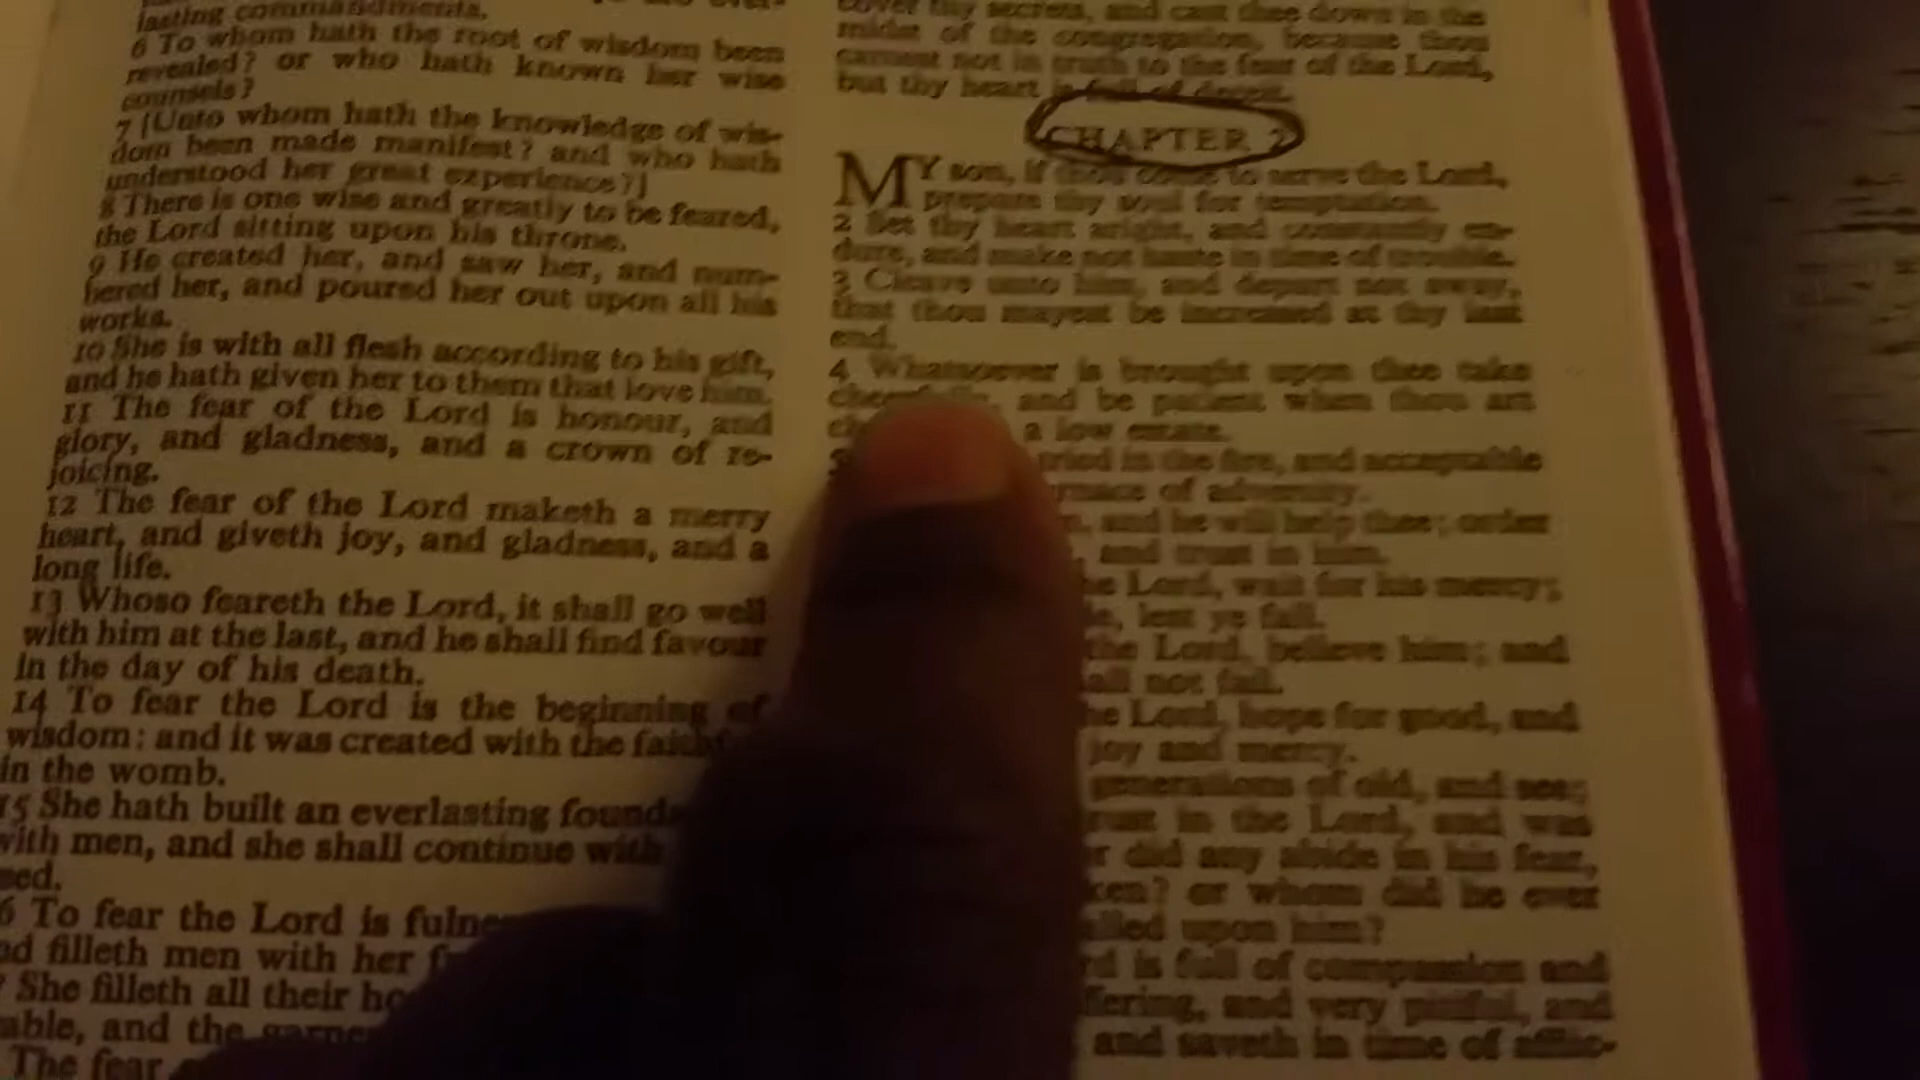 lasting commandments.
6 To whom hath the root of wisdom been
revealed? or who hath known her wise
counsels?
7 [Unto whom hath the knowledge of wis-
dom been made manifest? and who hath
understood her great experience?]
8 There is one wise and greatly to be feared,
the Lord sitting upon his throne.
9 He created her, and saw her, and num-
bered her, and poured her out upon all his
works.
10 She is with all flesh according to his gift,
and he hath given her to them that love him.
11 The fear of the Lord is honour, and
glory, and gladness, and a crown of re-
joicing.
12 The fear of the Lord maketh a merry
heart, and giveth joy, and gladness, and a
long life.
13 Whoso feareth the Lord, it shall go well
with him at the last, and he shall find favour
in the day of his death.
14 To fear the Lord is the beginning of
wisdom: and it was created with the
in the womb.
15 She hath built an everlasting
with men, and she shall continue with
To fear the Lord is
filleth men with her
She filleth all their
and the
The fear
cover thy secrets, and cast thee down in the
midst of the congregation, because thou
camest not in truth to the fear of the Lord,
but thy heart is full of deceit.
CHAPTER 2
MY son, if thou come to serve the Lord,
prepare thy soul for temptation.
2 Set thy heart aright, and constantly en-
dure, and make not haste in time of trouble.
3 Cleave unto him, and depart not away,
that thou mayest be increased at thy last
end.
4 Whatsoever is brought upon thee take
and be patient when thou art
a low estate.
tried in the fire, and acceptable
of adversity.
and he will help thee; order
and trust in him.
the Lord, wait for his mercy;
lest ye fall.
the Lord, believe him; and
not fail.
the Lord, hope for good, and
joy and mercy.
generations of old, and see;
in the Lord, and was
did any abide in his fear,
or whom did he ever
upon him?
is full of compassion and
and very pitiful, and
and saveth in time of afflic-